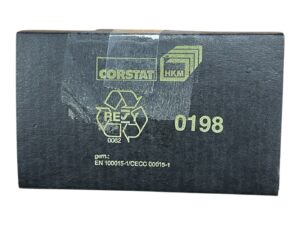 CORSTAT
HKM
RESY
0198
0062
gem.:
EN 100015-1/CECC 00015-1